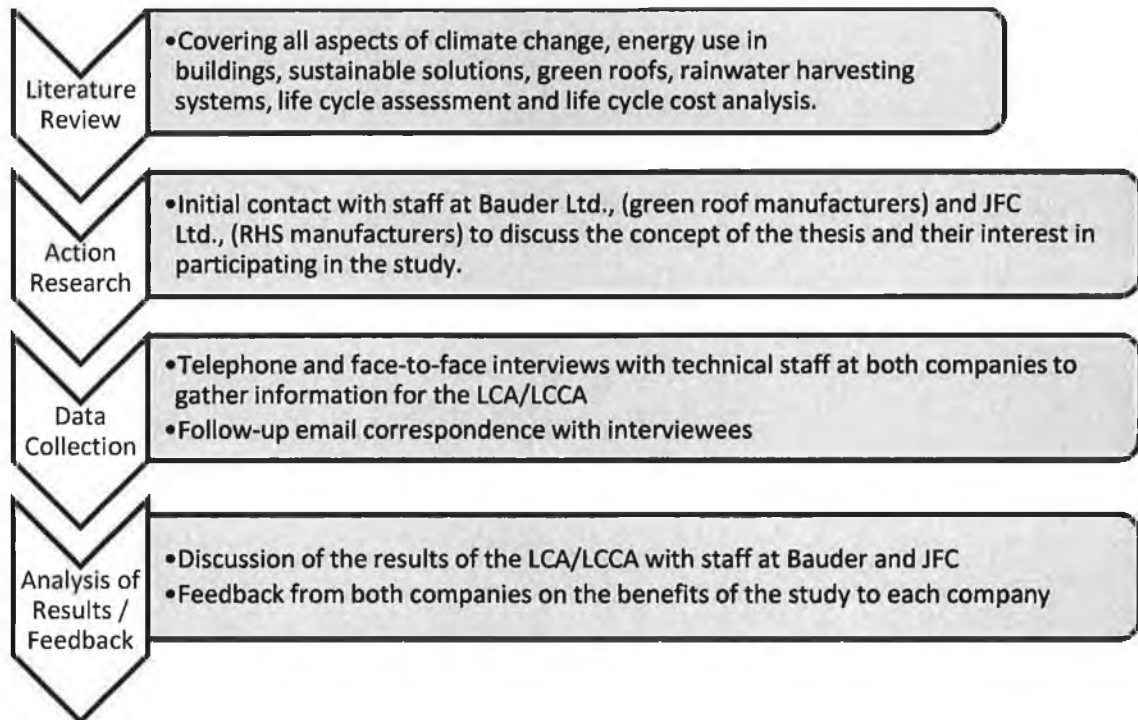 Literature
Review
•Covering all aspects of climate change, energy use in
buildings, sustainable solutions, green roofs, rainwater harvesting
systems, life cycle assessment and life cycle cost analysis.
Action
Research
•Initial contact with staff at Bauder Ltd., (green roof manufacturers) and JFC
Ltd., (RHS manufacturers) to discuss the concept of the thesis and their interest in
participating in the study.
Data
Collection
•Telephone and face-to-face interviews with technical staff at both companies to
gather information for the LCA/LCCA
•Follow-up email correspondence with interviewees
Analysis of
Results /
Feedback
•Discussion of the results of the LCA/LCCA with staff at Bauder and JFC
•Feedback from both companies on the benefits of the study to each company